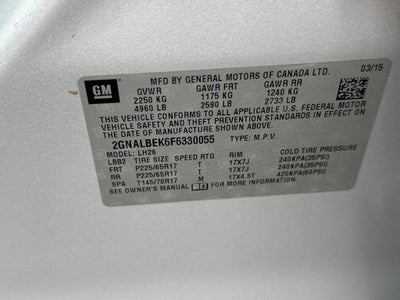 GM
MFD BY GENERAL MOTORS OF CANADA LTD. 03/15
GVWR GAWR FRT GAWR RR
2250 KG 1175 KG 1240 KG
4960 LB 2590 LB 2733 LB
THIS VEHICLE CONFORMS TO ALL APPLICABLE U.S. FEDERAL MOTOR
VEHICLE SAFETY AND THEFT PREVENTION STANDARDS IN EFFECT ON THE
DATE OF MANUFACTURE SHOWN ABOVE.
2GNALBEK6F6330055 TYPE: M.P.V.
MODEL: LH26
LBB2 TIRE SIZE SPEED RTG RIM COLD TIRE PRESSURE
FRT P225/65R17 T 17X7J 240KPA(35PSI)
RR P225/65R17 T 17X7J 240KPA(35PSI)
SPA T145/70R17 M 17X4.5T 420KPA(60PSI)
SEE OWNER'S MANUAL FOR MORE INFORMATION